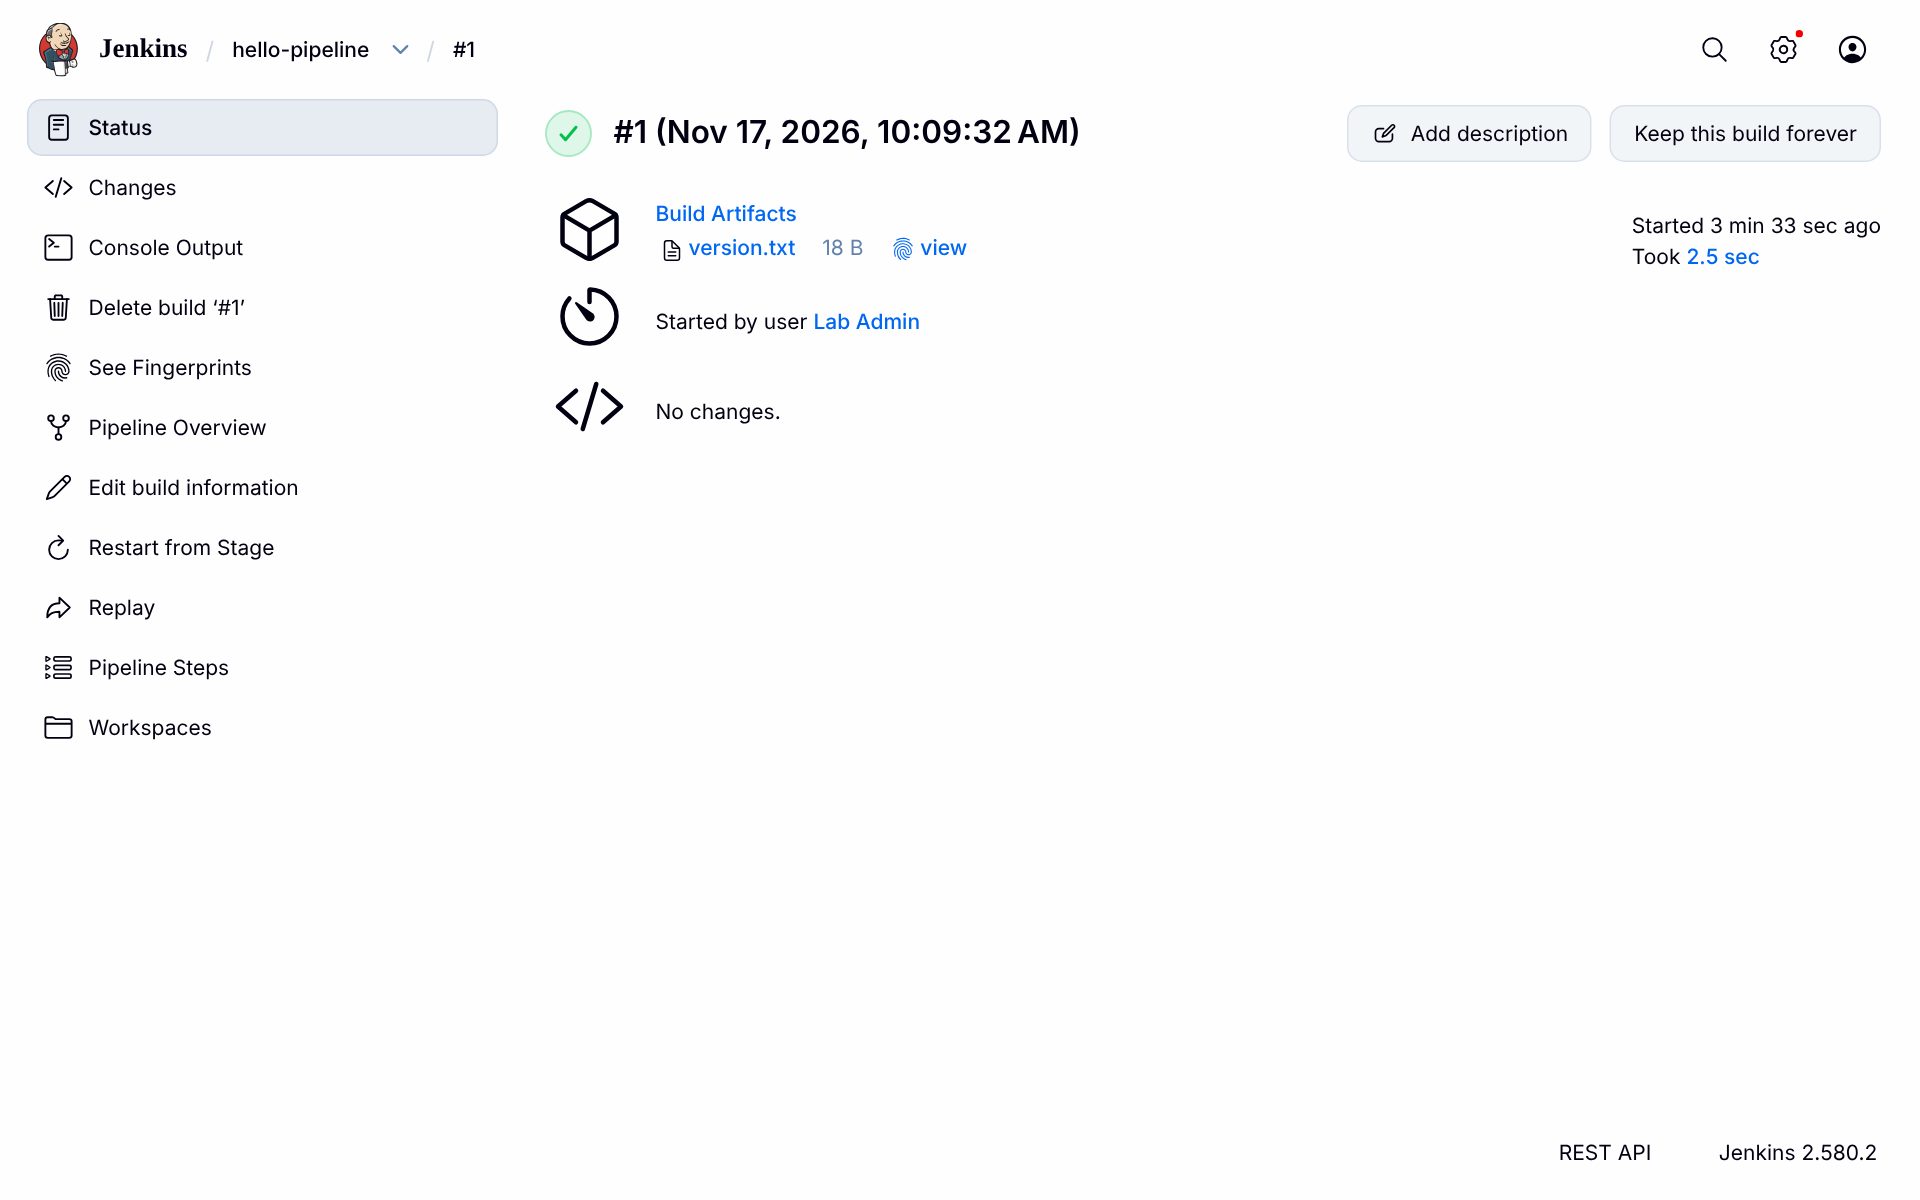 Jenkins / hello-pipeline / #1
Status
Changes
Console Output
Delete build ‘#1’
See Fingerprints
Pipeline Overview
Edit build information
Restart from Stage
Replay
Pipeline Steps
Workspaces
#1 (Nov 17, 2026, 10:09:32 AM)
Add description
Keep this build forever
Build Artifacts
version.txt 18 B view
Started by user Lab Admin
No changes.
Started 3 min 33 sec ago
Took 2.5 sec
REST API
Jenkins 2.580.2